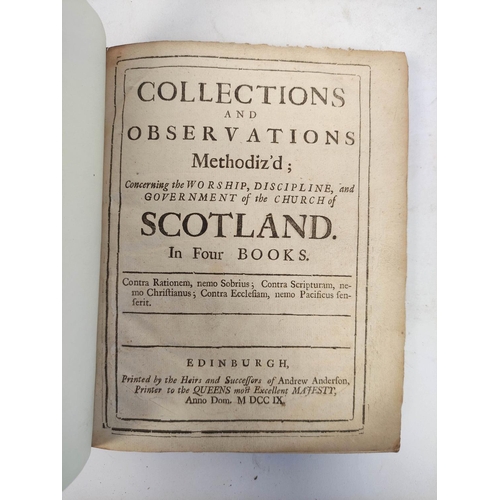 COLLECTIONS
AND
OBSERVATIONS
Methodiz'd;
Concerning the WORSHIP, DISCIPLINE, and
GOVERNMENT of the CHURCH of
SCOTLAND.
In Four BOOKS.
Contra Rationem, nemo Sobrius; Contra Scripturam, ne-
mo Chriſtianus; Contra Eccleſiam, nemo Pacificus ſen-
ſerit.
EDINBURGH,
Printed by the Heirs and Succeſſors of Andrew Anderſon,
Printer to the QUEENS moſt Excellent MAJESTY,
Anno Dom. M DCC IX.